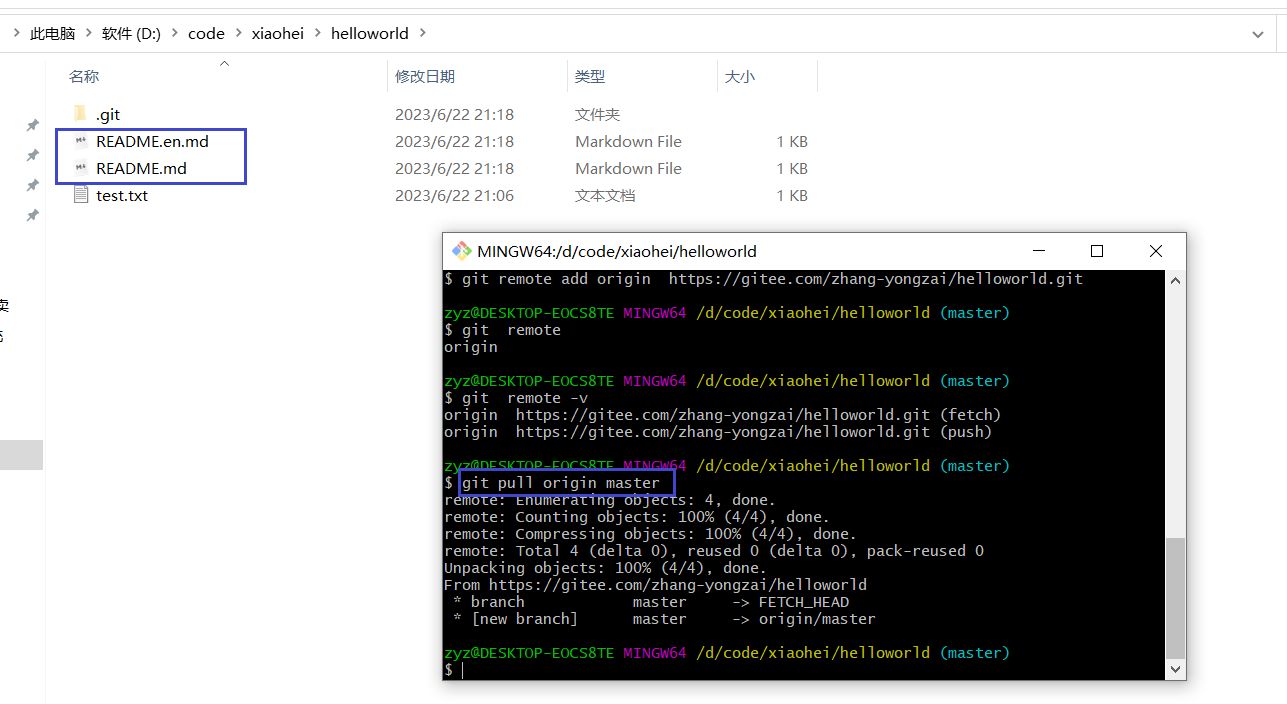 此电脑 软件 (D:) code xiaohei helloworld
名称 修改日期 类型 大小
.git 2023/6/22 21:18 文件夹
README.en.md 2023/6/22 21:18 Markdown File 1 KB
README.md 2023/6/22 21:18 Markdown File 1 KB
test.txt 2023/6/22 21:06 文本文档 1 KB
MINGW64:/d/code/xiaohei/helloworld
$ git remote add origin  https://gitee.com/zhang-yongzai/helloworld.git
zyz@DESKTOP-EOCS8TE MINGW64 /d/code/xiaohei/helloworld (master)
$ git  remote
origin
zyz@DESKTOP-EOCS8TE MINGW64 /d/code/xiaohei/helloworld (master)
$ git  remote -v
origin  https://gitee.com/zhang-yongzai/helloworld.git (fetch)
origin  https://gitee.com/zhang-yongzai/helloworld.git (push)
zyz@DESKTOP-EOCS8TE MINGW64 /d/code/xiaohei/helloworld (master)
$ git pull origin master
remote: Enumerating objects: 4, done.
remote: Counting objects: 100% (4/4), done.
remote: Compressing objects: 100% (4/4), done.
remote: Total 4 (delta 0), reused 0 (delta 0), pack-reused 0
Unpacking objects: 100% (4/4), done.
From https://gitee.com/zhang-yongzai/helloworld
 * branch            master     -> FETCH_HEAD
 * [new branch]      master     -> origin/master
zyz@DESKTOP-EOCS8TE MINGW64 /d/code/xiaohei/helloworld (master)
$